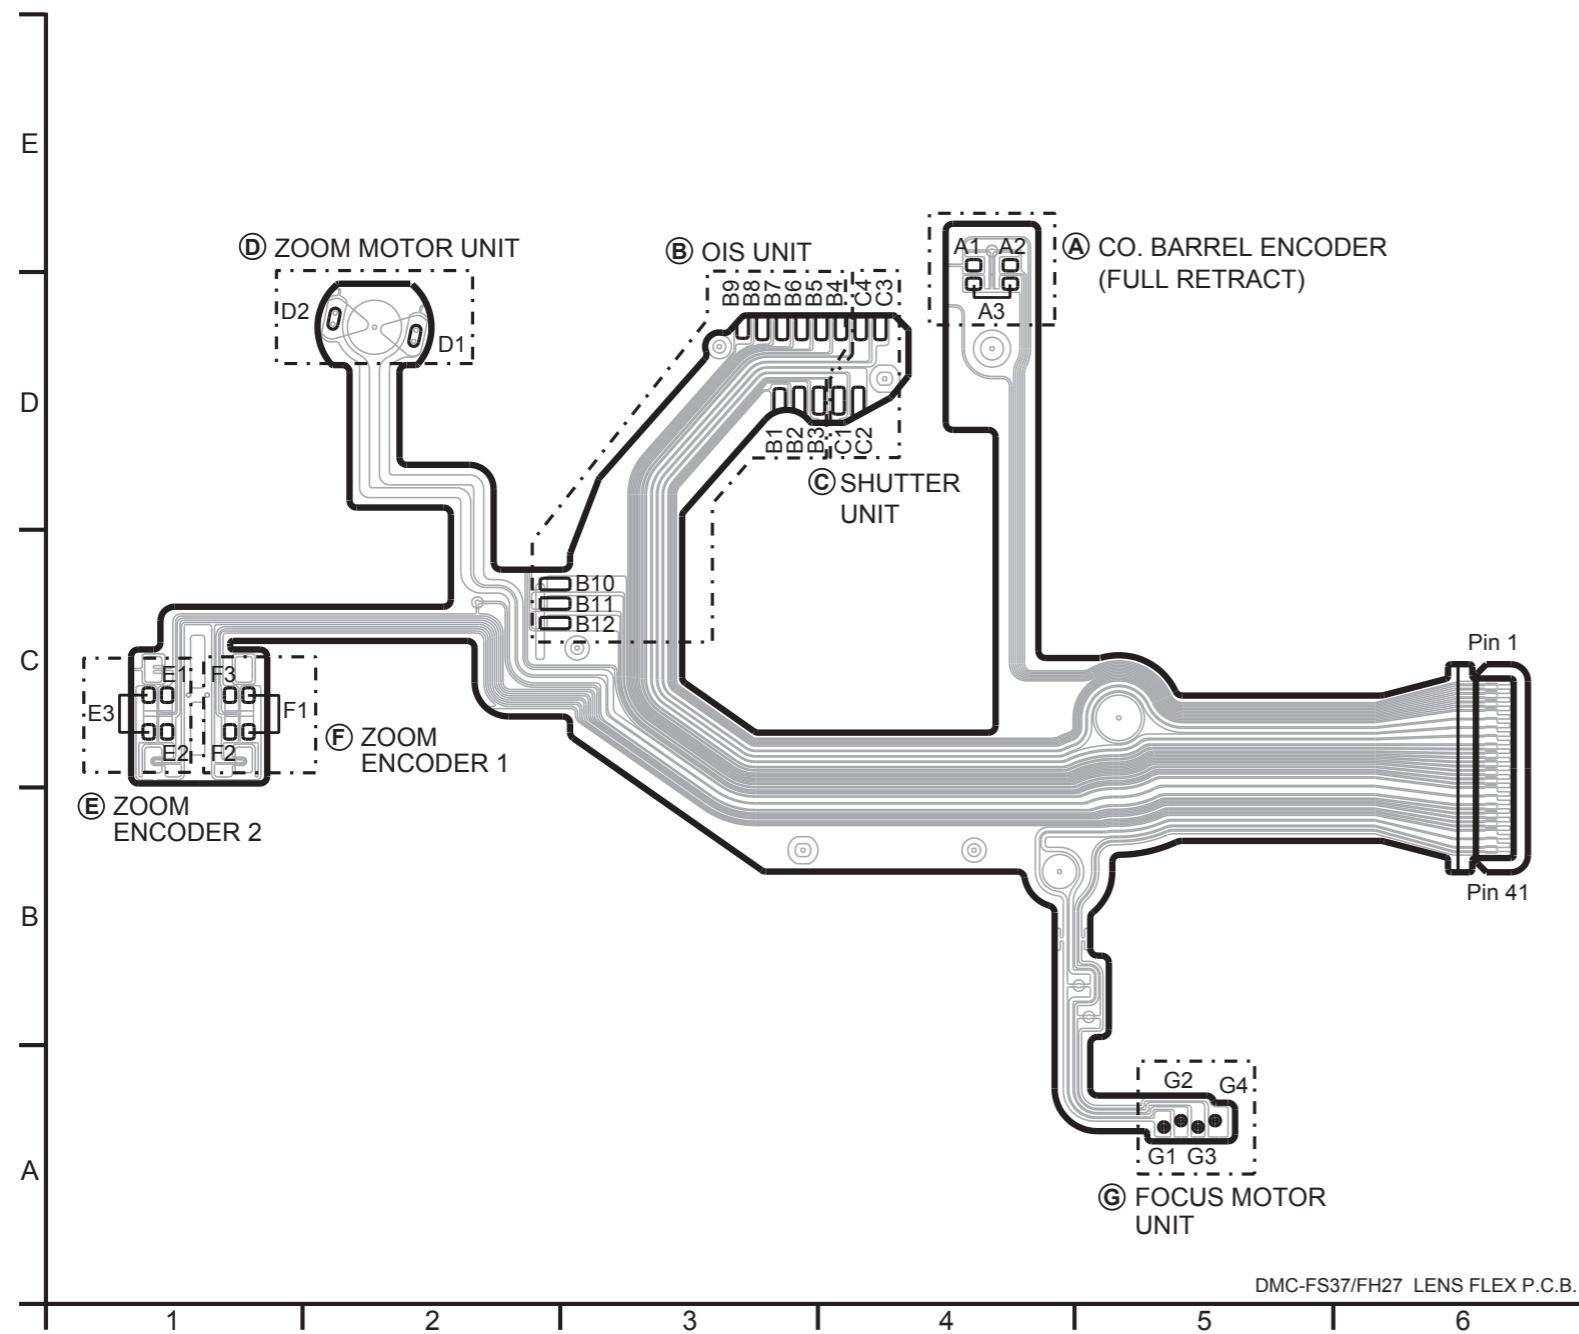 E
D
C
B
A
Ⓓ ZOOM MOTOR UNIT
D2
D1
Ⓑ OIS UNIT
B9
B8
B7
B6
B5
B4
C4
C3
B1
B2
B3
C1
C2
Ⓒ SHUTTER
UNIT
A1 A2
A3
Ⓐ CO. BARREL ENCODER
(FULL RETRACT)
B10
B11
B12
E1
E3
E2
F3
F1
F2
Ⓕ ZOOM
ENCODER 1
Ⓔ ZOOM
ENCODER 2
Pin 1
Pin 41
G2
G4
G1 G3
Ⓖ FOCUS MOTOR
UNIT
DMC-FS37/FH27 LENS FLEX P.C.B.
1 2 3 4 5 6